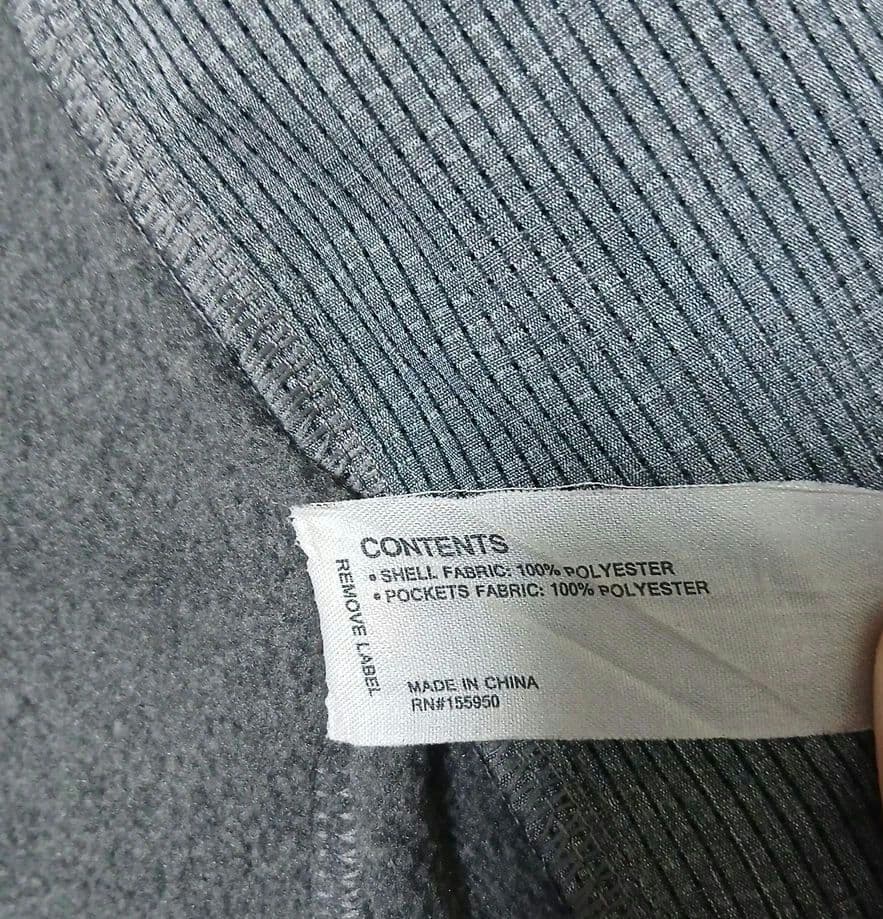 CONTENTS
• SHELL FABRIC: 100% POLYESTER
• POCKETS FABRIC: 100% POLYESTER
REMOVE LABEL
MADE IN CHINA
RN#155950